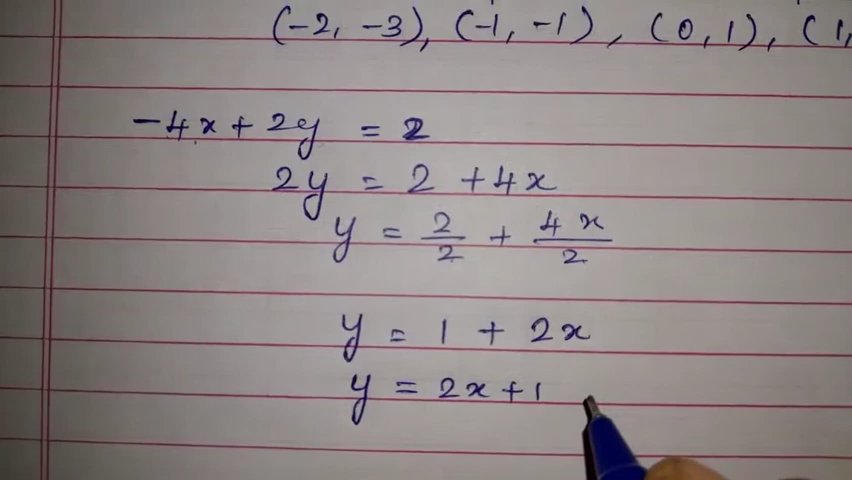 (-2, -3), (-1, -1), (0, 1), (1,
-4x + 2y = 2
2y = 2 + 4x
y = 2/2 + 4x/2
y = 1 + 2x
y = 2x + 1